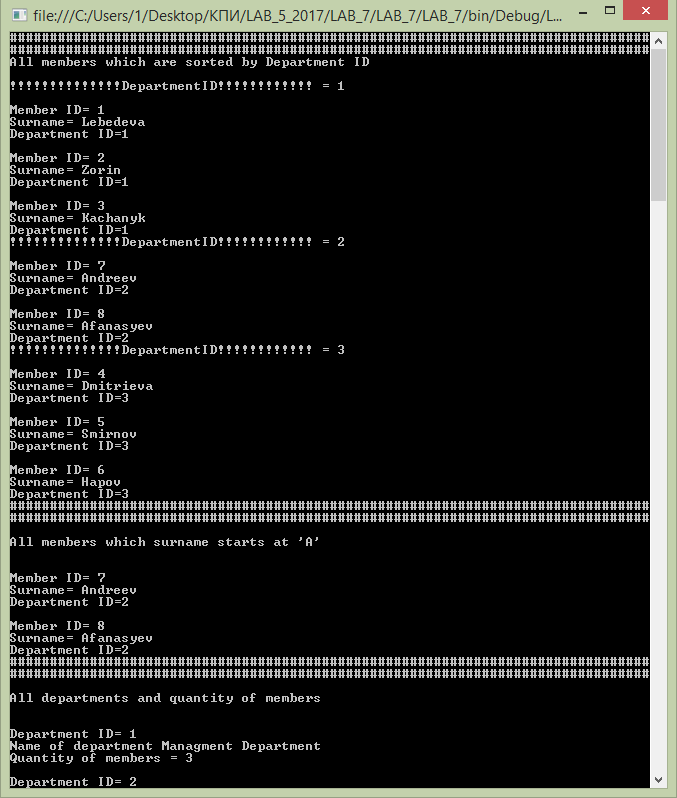 file:///C:/Users/1/Desktop/КПИ/LAB_5_2017/LAB_7/LAB_7/LAB_7/bin/Debug/L...
################################################################################
################################################################################
All members which are sorted by Department ID
!!!!!!!!!!!!!!DepartmentID!!!!!!!!!!!! = 1
Member ID= 1
Surname= Lebedeva
Department ID=1
Member ID= 2
Surname= Zorin
Department ID=1
Member ID= 3
Surname= Kachanyk
Department ID=1
!!!!!!!!!!!!!!DepartmentID!!!!!!!!!!!! = 2
Member ID= 7
Surname= Andreev
Department ID=2
Member ID= 8
Surname= Afanasyev
Department ID=2
!!!!!!!!!!!!!!DepartmentID!!!!!!!!!!!! = 3
Member ID= 4
Surname= Dmitrieva
Department ID=3
Member ID= 5
Surname= Smirnov
Department ID=3
Member ID= 6
Surname= Hapov
Department ID=3
################################################################################
################################################################################
All members which surname starts at 'A'
Member ID= 7
Surname= Andreev
Department ID=2
Member ID= 8
Surname= Afanasyev
Department ID=2
################################################################################
################################################################################
All departments and quantity of members
Department ID= 1
Name of department Managment Department
Quantity of members = 3
Department ID= 2